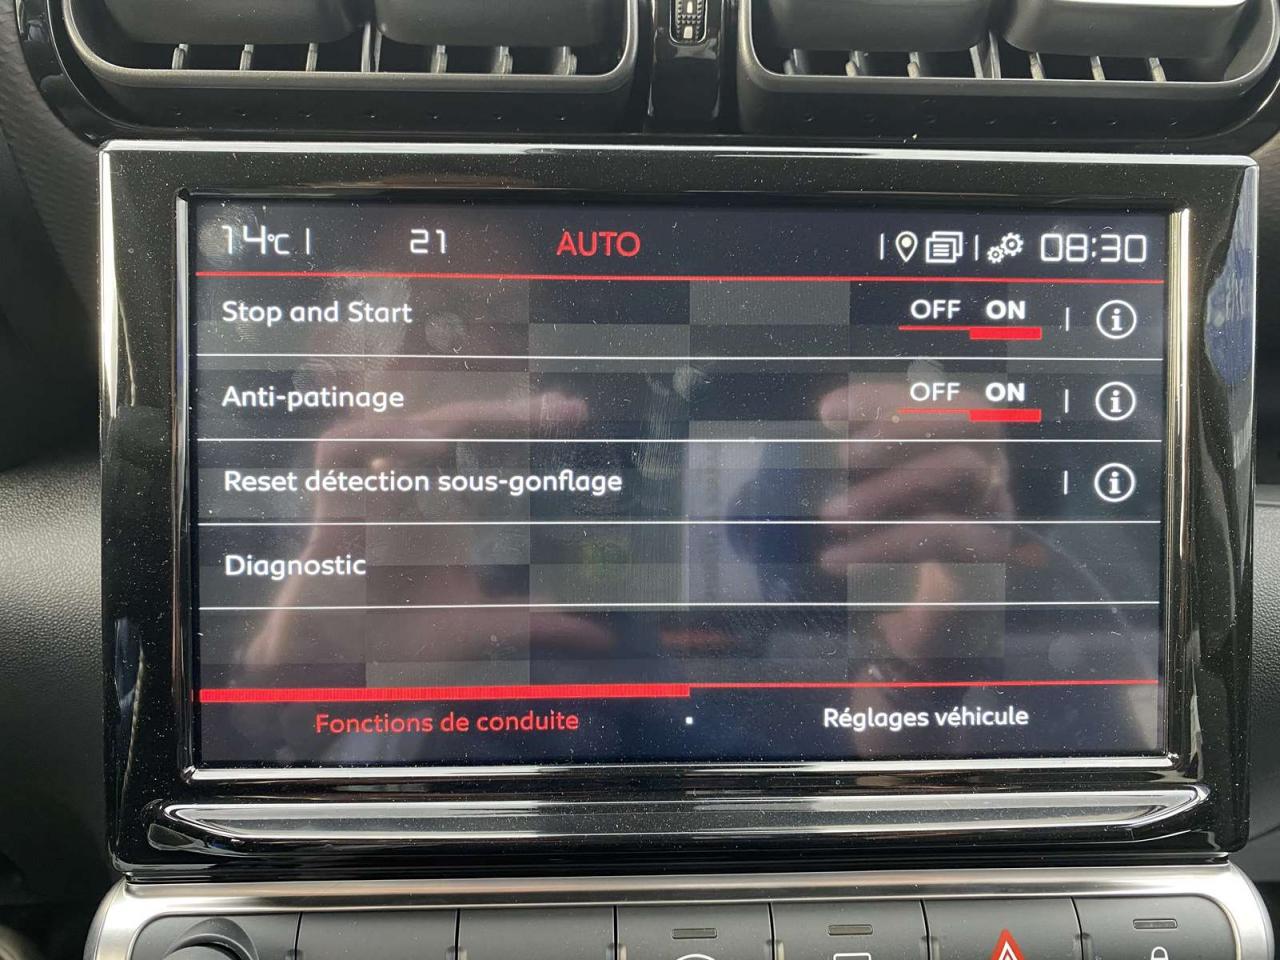 14°C | 21 AUTO 08:30
Stop and Start OFF ON
Anti-patinage OFF ON
Reset détection sous-gonflage
Diagnostic
Fonctions de conduite Réglages véhicule